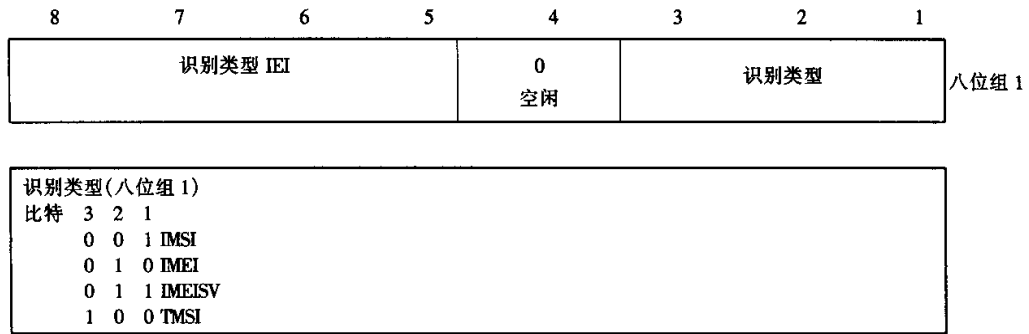 8 7 6 5 4 3 2 1
识别类型 IEI 0 识别类型
空闲
八位组 1
识别类型(八位组 1)
比特 3 2 1
0 0 1 IMSI
0 1 0 IMEI
0 1 1 IMEISV
1 0 0 TMSI